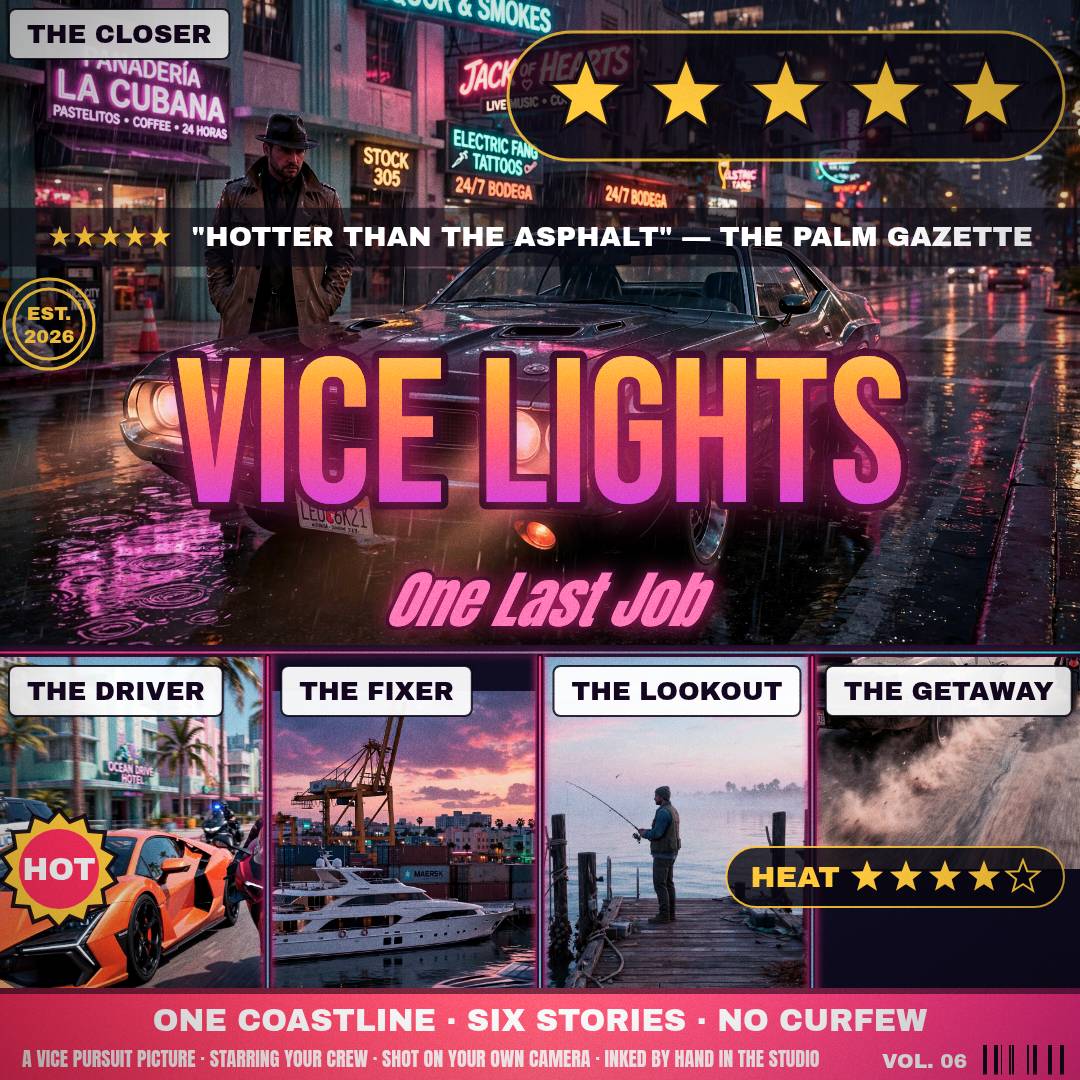 THE CLOSER
QUOR & SMOKES
PANADERÍA
LA CUBANA
PASTELITOS • COFFEE • 24 HORAS
JACK OF HEARTS
LIVE MUSIC
ELECTRIC FANG
TATTOOS
24/7 BODEGA
STOCK
305
24/7 BODEGA
★★★★★
★★★★★ "HOTTER THAN THE ASPHALT" — THE PALM GAZETTE
EST.
2026
VICE LIGHTS
One Last Job
THE DRIVER
THE FIXER
THE LOOKOUT
THE GETAWAY
OCEAN DRIVE
HOTEL
HOT
MAERSK
HEAT ★★★★☆
ONE COASTLINE · SIX STORIES · NO CURFEW
A VICE PURSUIT PICTURE · STARRING YOUR CREW · SHOT ON YOUR OWN CAMERA · INKED BY HAND IN THE STUDIO
VOL. 06